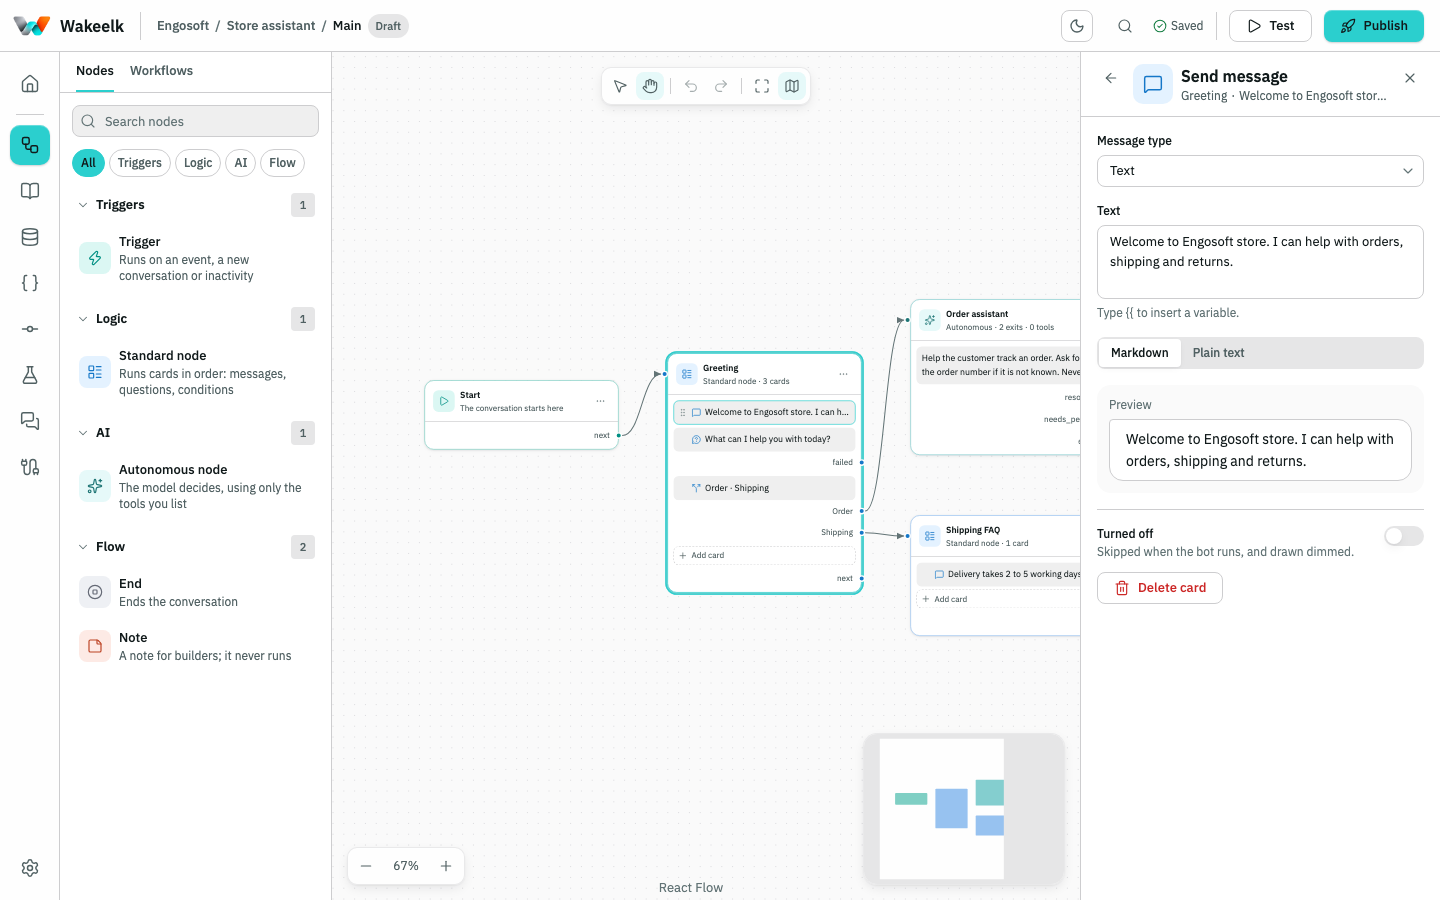 Wakeelk
Engosoft / Store assistant / Main
Draft
Saved
Test
Publish
Nodes
Workflows
Search nodes
All
Triggers
Logic
AI
Flow
Triggers
1
Trigger
Runs on an event, a new
conversation or inactivity
Logic
1
Standard node
Runs cards in order: messages,
questions, conditions
AI
1
Autonomous node
The model decides, using only the
tools you list
Flow
2
End
Ends the conversation
Note
A note for builders; it never runs
Start
The conversation starts here
next
Greeting
Standard node · 3 cards
Welcome to Engosoft store. I can h...
What can I help you with today?
failed
Order · Shipping
Order
Shipping
Add card
next
Order assistant
Autonomous · 2 exits · 0 tools
Help the customer track an order. Ask fo
the order number if it is not known. Neve
reso
needs_pe
Shipping FAQ
Standard node · 1 card
Delivery takes 2 to 5 working days
Add card
67%
React Flow
Send message
Greeting · Welcome to Engosoft stor...
Message type
Text
Text
Welcome to Engosoft store. I can help with orders,
shipping and returns.
Type {{ to insert a variable.
Markdown
Plain text
Preview
Welcome to Engosoft store. I can help with
orders, shipping and returns.
Turned off
Skipped when the bot runs, and drawn dimmed.
Delete card